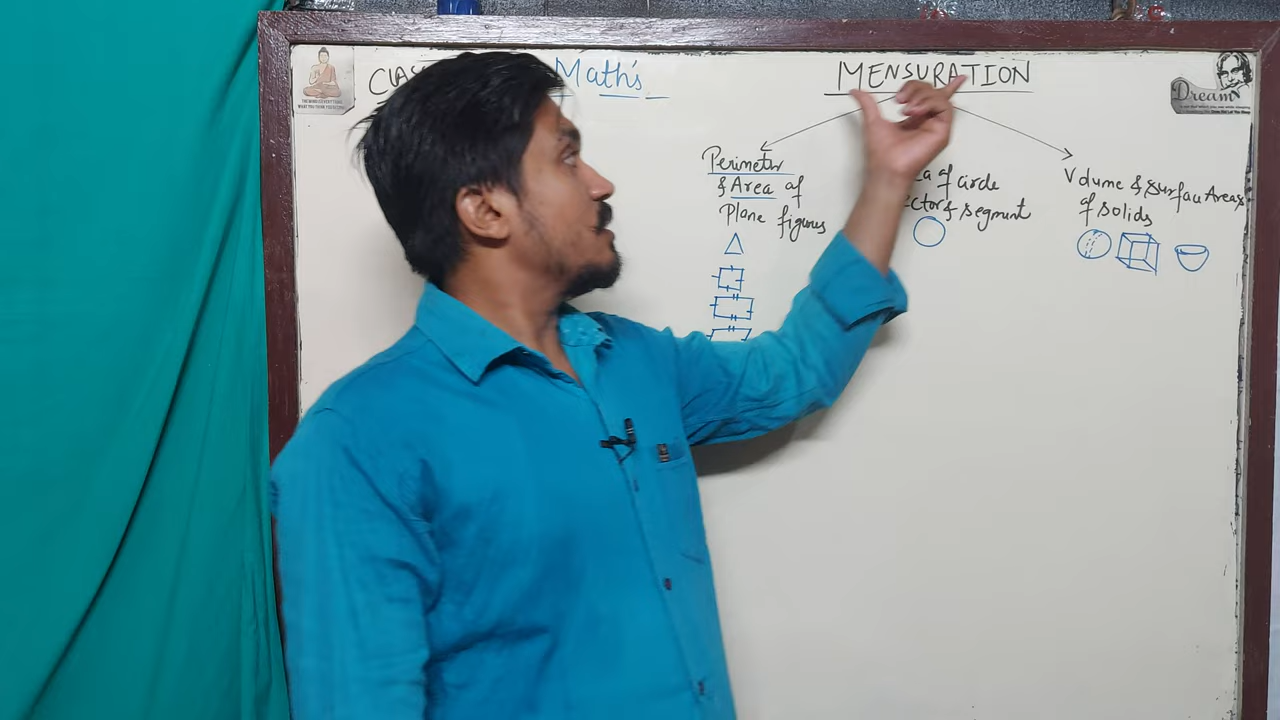 Maths
MENSURATION
Perimeter
& Area of
Plane figures
of circle
& segment
Volume & Surface Areas
of Solids
Dream